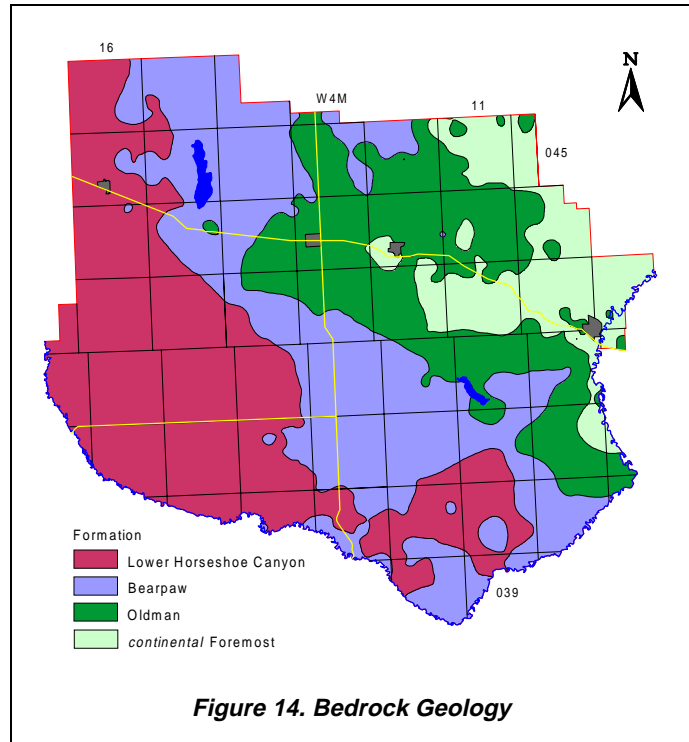 16
N
W4M
11
045
Formation
Lower Horseshoe Canyon
Bearpaw
Oldman
continental Foremost
039
Figure 14. Bedrock Geology